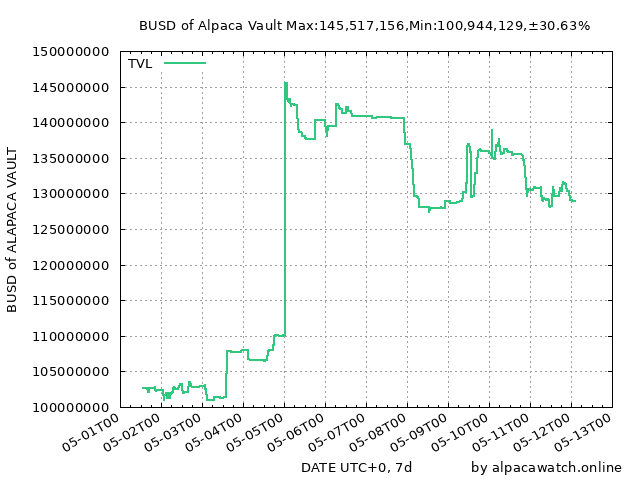 BUSD of Alpaca Vault Max:145,517,156,Min:100,944,129,±30.63%
150000000
TVL
145000000
140000000
135000000
130000000
125000000
120000000
115000000
110000000
105000000
100000000
BUSD of ALAPACA VAULT
05-01T00
05-02T00
05-03T00
05-04T00
05-05T00
05-06T00
05-07T00
05-08T00
05-09T00
05-10T00
05-11T00
05-12T00
05-13T00
DATE UTC+0, 7d
by alpacawatch.online